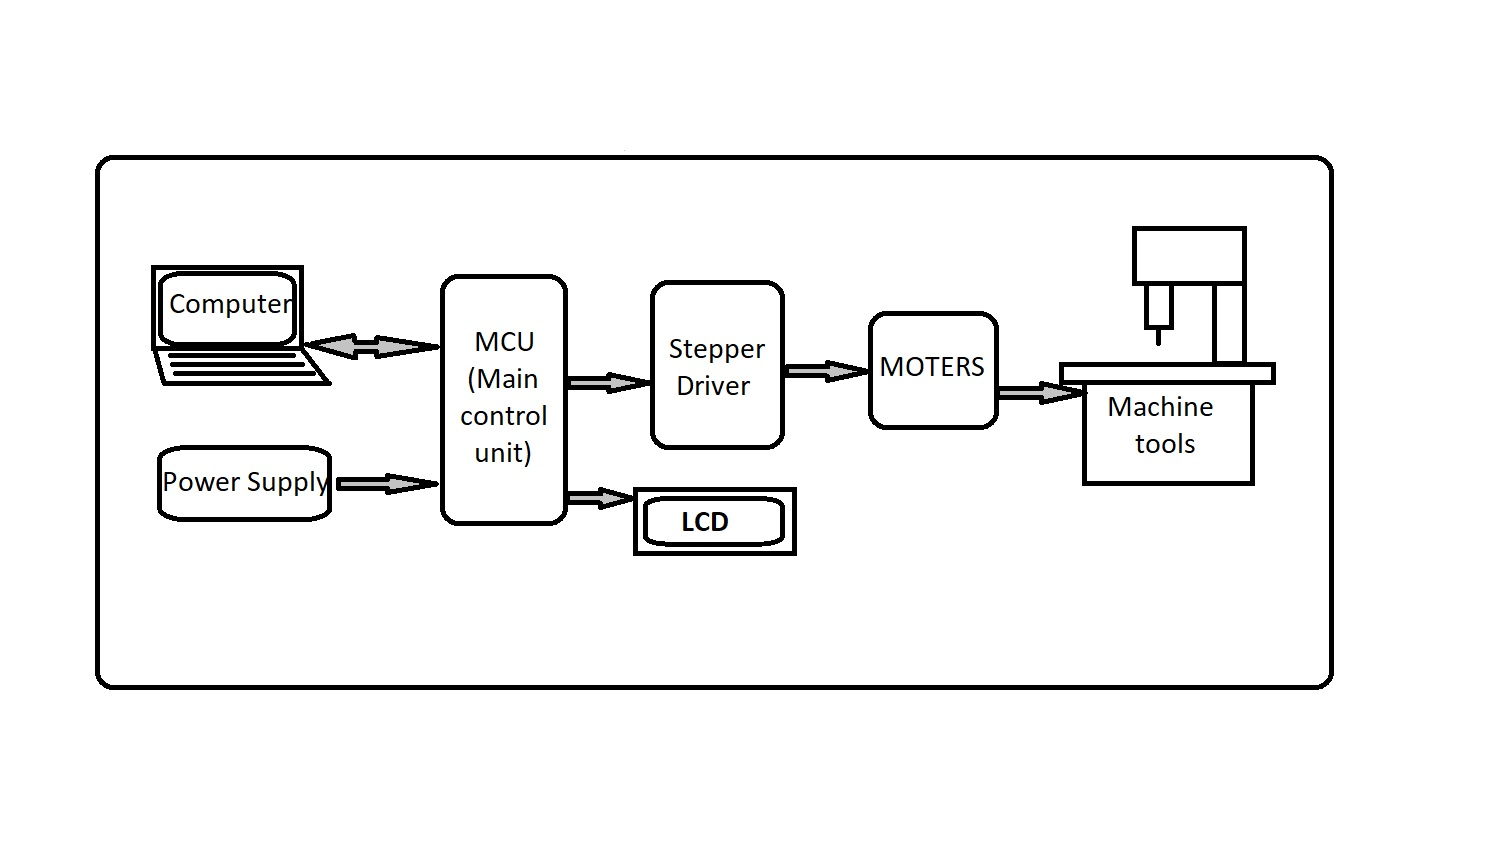 Computer
Power Supply
MCU
(Main
control
unit)
Stepper
Driver
LCD
MOTERS
Machine
tools